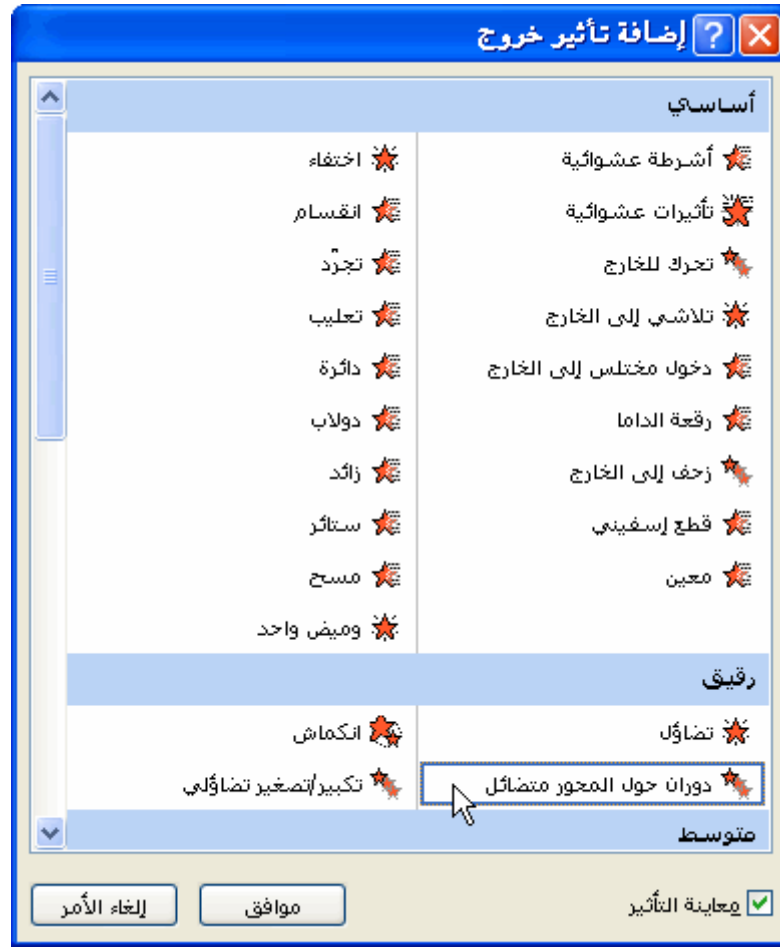 إضافة تأثير خروج
أساسي
أشرطة عشوائية
اختفاء
تأثيرات عشوائية
انقسام
تحرك للخارج
تجرّد
تلاشي إلى الخارج
تعليب
دخول مختلس إلى الخارج
دائرة
رقعة الداما
دولاب
زحف إلى الخارج
زائد
قطع إسفيني
ستائر
معين
مسح
وميض واحد
رقيق
تضاؤل
انكماش
دوران حول المحور متضائل
تكبير/تصغير تضاؤلي
متوسط
معاينة التأثير
موافق
إلغاء الأمر